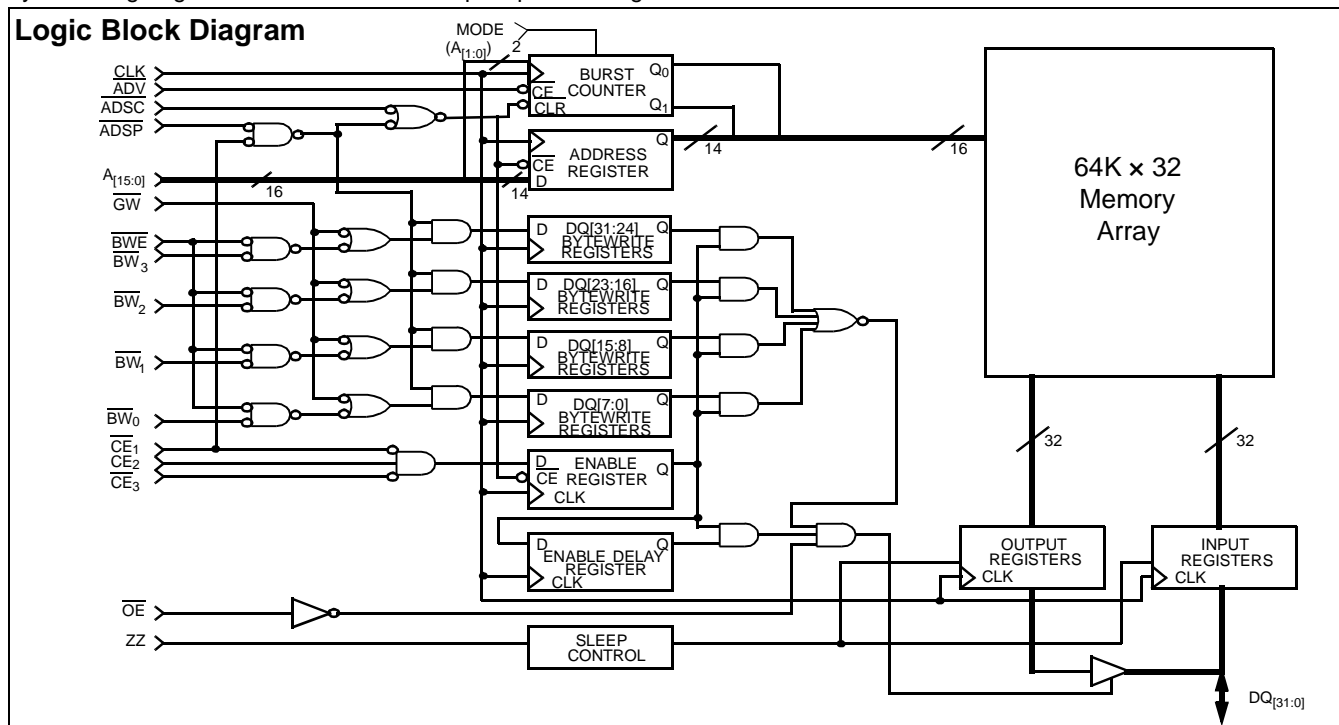 Logic Block Diagram
MODE
(A[1:0])
2
CLK
ADV
ADSC
ADSP
A[15:0]
16
GW
BWE
BW3
BW2
BW1
BW0
CE1
CE2
CE3
OE
ZZ
BURST
COUNTER
CE
CLR
Q0
Q1
ADDRESS
REGISTER
CE
D
Q
14
14
16
64K × 32
Memory
Array
D
DQ[31:24]
BYTEWRITE
REGISTERS
Q
D
DQ[23:16]
BYTEWRITE
REGISTERS
Q
D
DQ[15:8]
BYTEWRITE
REGISTERS
Q
D
DQ[7:0]
BYTEWRITE
REGISTERS
Q
D
ENABLE
REGISTER
CE
CLK
Q
D
ENABLE DELAY
REGISTER
CLK
Q
SLEEP
CONTROL
32
32
OUTPUT
REGISTERS
CLK
INPUT
REGISTERS
CLK
DQ[31:0]